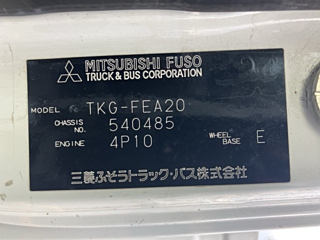 MITSUBISHI FUSO
TRUCK & BUS CORPORATION
MODEL TKG-FEA20
CHASSIS NO. 540485
ENGINE 4P10 WHEEL BASE E
三菱ふそうトラック・バス株式会社